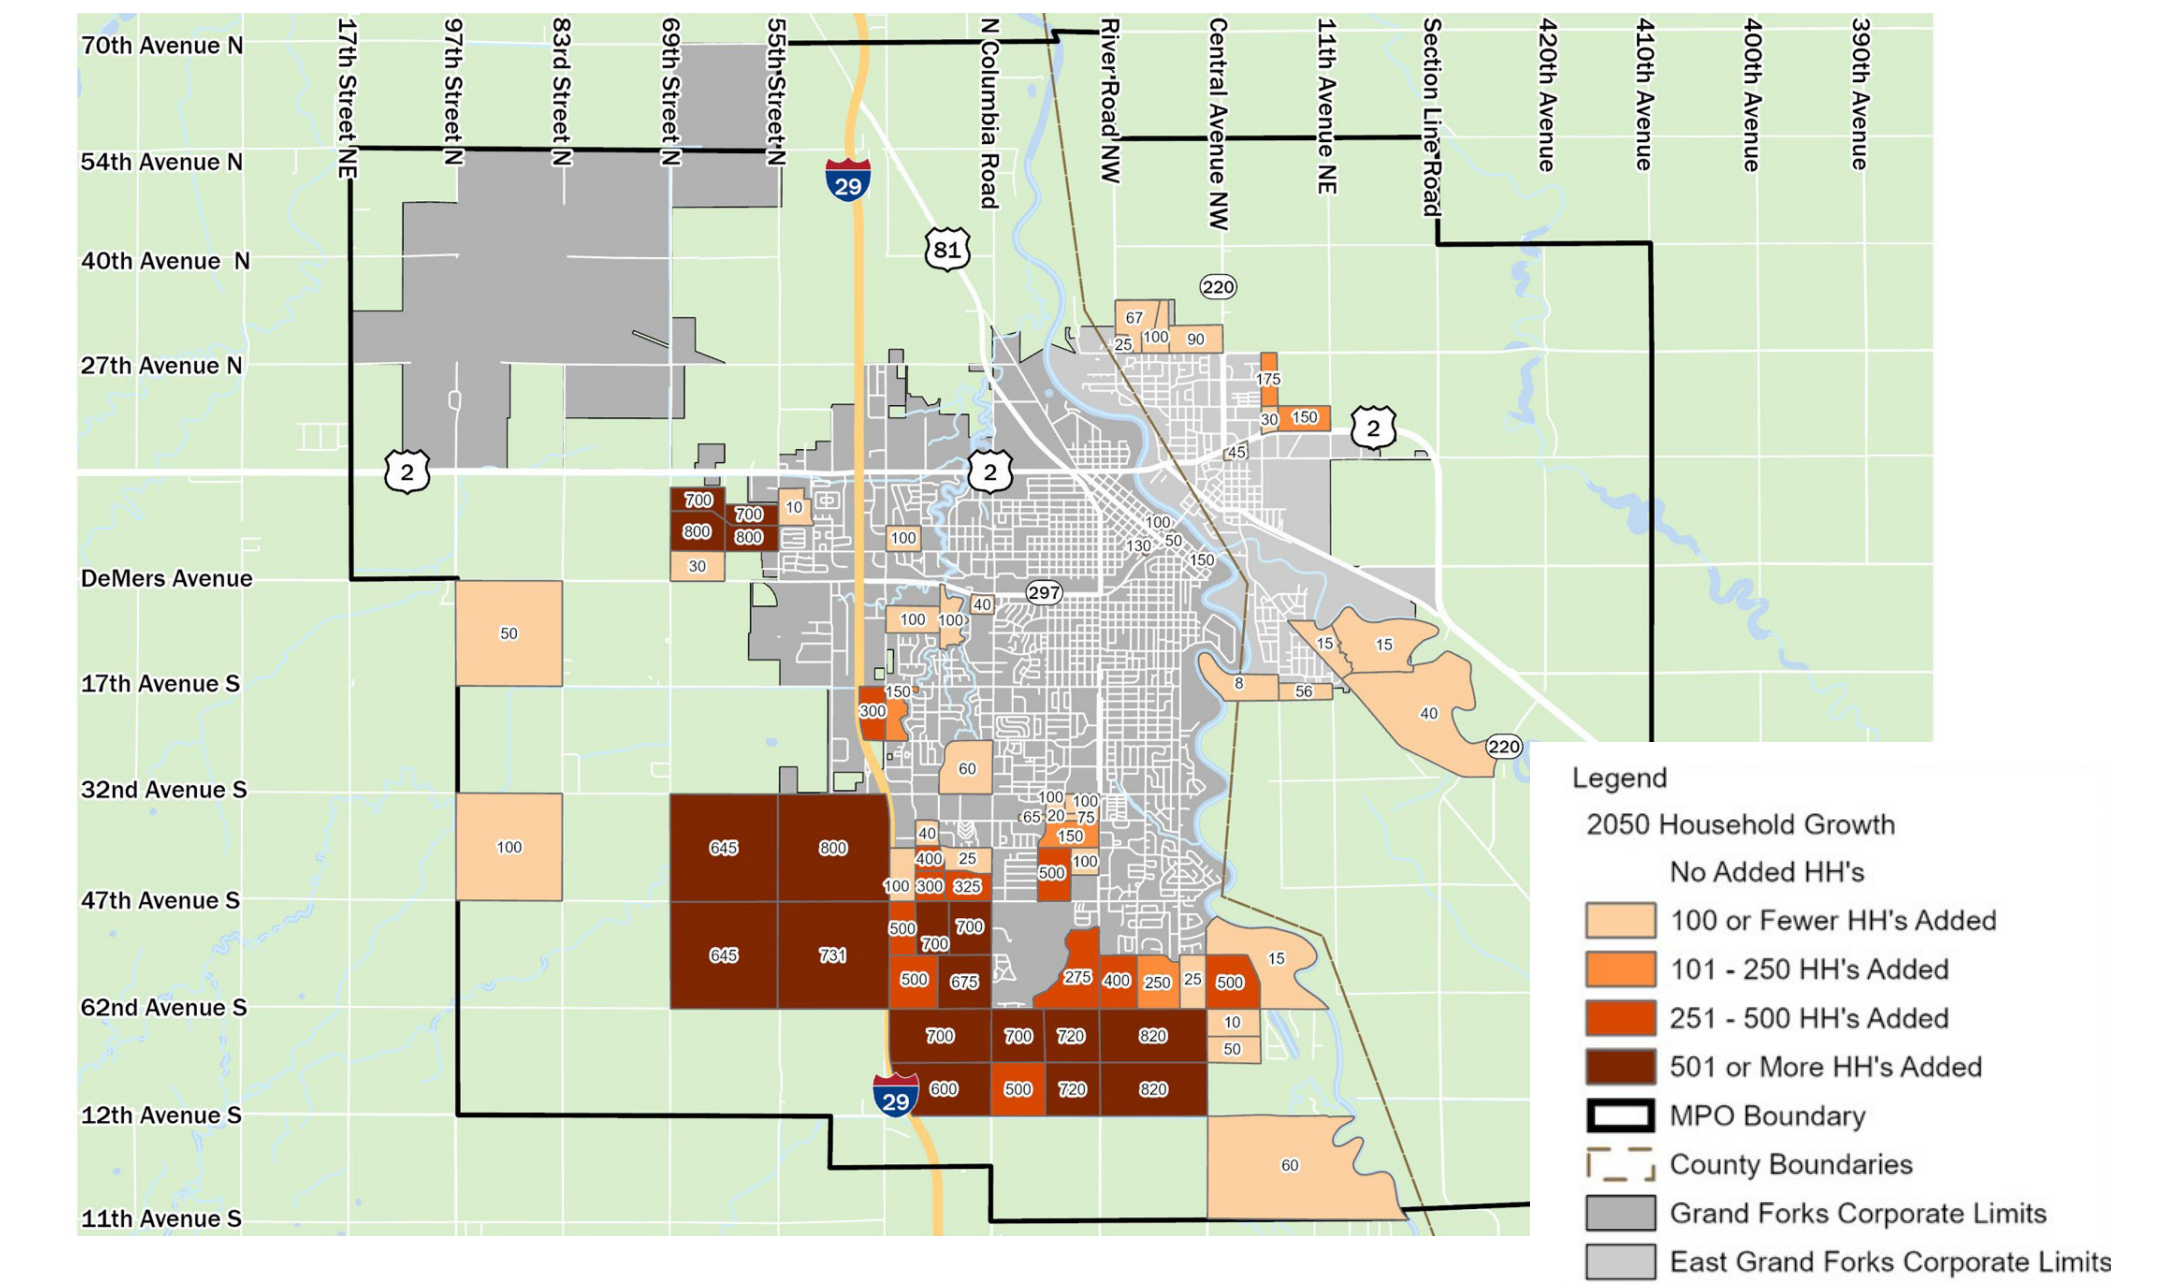 17th Street NE
97th Street N
83rd Street N
69th Street N
55th Street N
N Columbia Road
River Road NW
Central Avenue NW
11th Avenue NE
Section Line Road
420th Avenue
410th Avenue
400th Avenue
390th Avenue
70th Avenue N
54th Avenue N
29
81
40th Avenue N
220
67
25
100
90
27th Avenue N
175
30
150
2
45
2
2
700
700
10
800
800
100
30
100
50
130
150
DeMers Avenue
297
40
100
100
50
15
15
17th Avenue S
8
56
150
300
40
220
60
32nd Avenue S
100
100
65
20
75
40
150
100
645
800
400
25
500
100
100
300
325
47th Avenue S
500
700
700
645
731
15
500
675
275
400
250
25
500
62nd Avenue S
10
700
700
720
820
50
29
600
500
720
820
12th Avenue S
60
11th Avenue S
Legend
2050 Household Growth
No Added HH's
100 or Fewer HH's Added
101 - 250 HH's Added
251 - 500 HH's Added
501 or More HH's Added
MPO Boundary
County Boundaries
Grand Forks Corporate Limits
East Grand Forks Corporate Limits